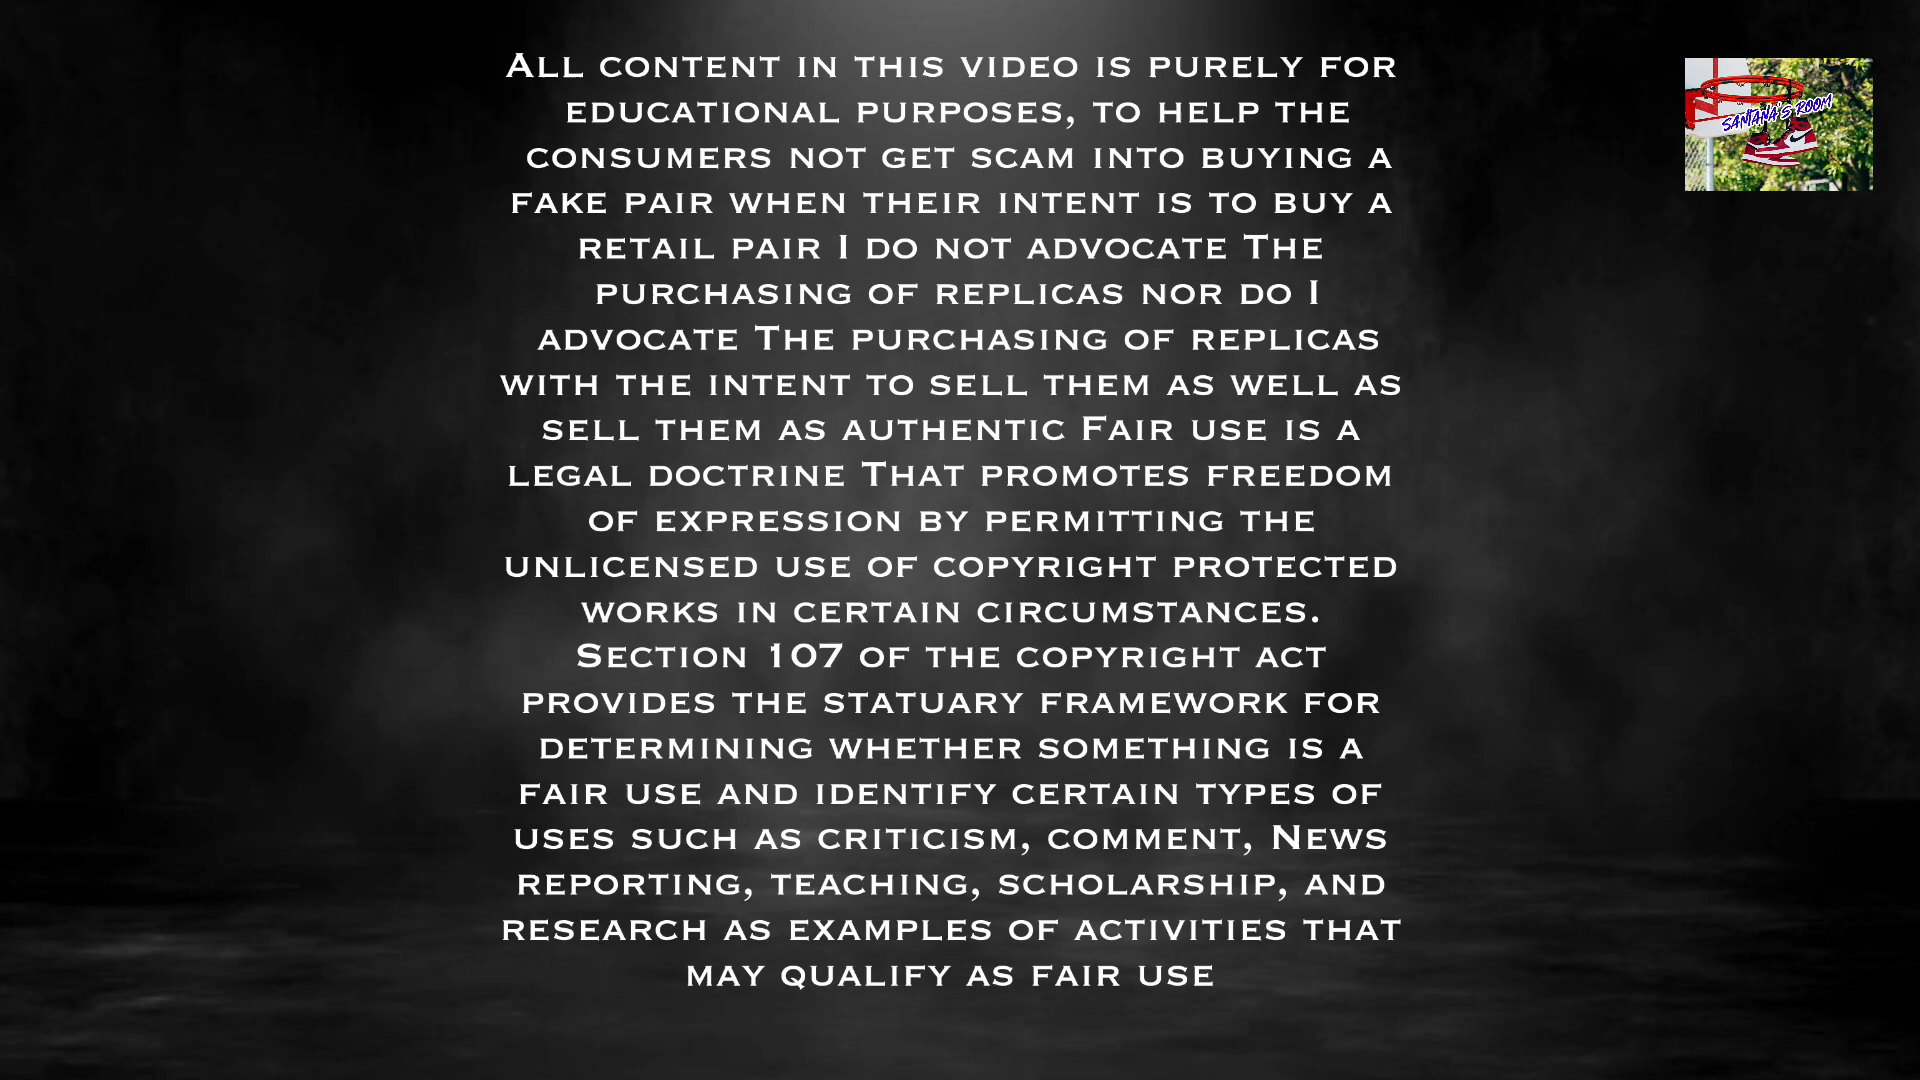 All content in this video is purely for
educational purposes, to help the
consumers not get scam into buying a
fake pair when their intent is to buy a
retail pair I do not advocate The
purchasing of replicas nor do I
advocate The purchasing of replicas
with the intent to sell them as well as
sell them as authentic Fair use is a
legal doctrine That promotes freedom
of expression by permitting the
unlicensed use of copyright protected
works in certain circumstances.
Section 107 of the copyright act
provides the statuary framework for
determining whether something is a
fair use and identify certain types of
uses such as criticism, comment, News
reporting, teaching, scholarship, and
research as examples of activities that
may qualify as fair use
SANTANA'S ROOM